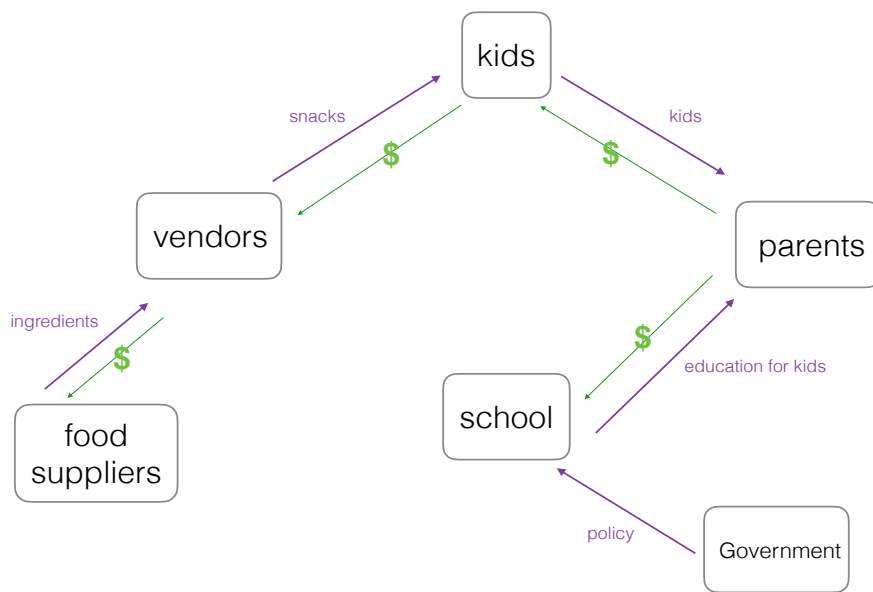 kids
snacks
kids
$
$
vendors
parents
ingredients
$
$
education for kids
school
food
suppliers
policy
Government